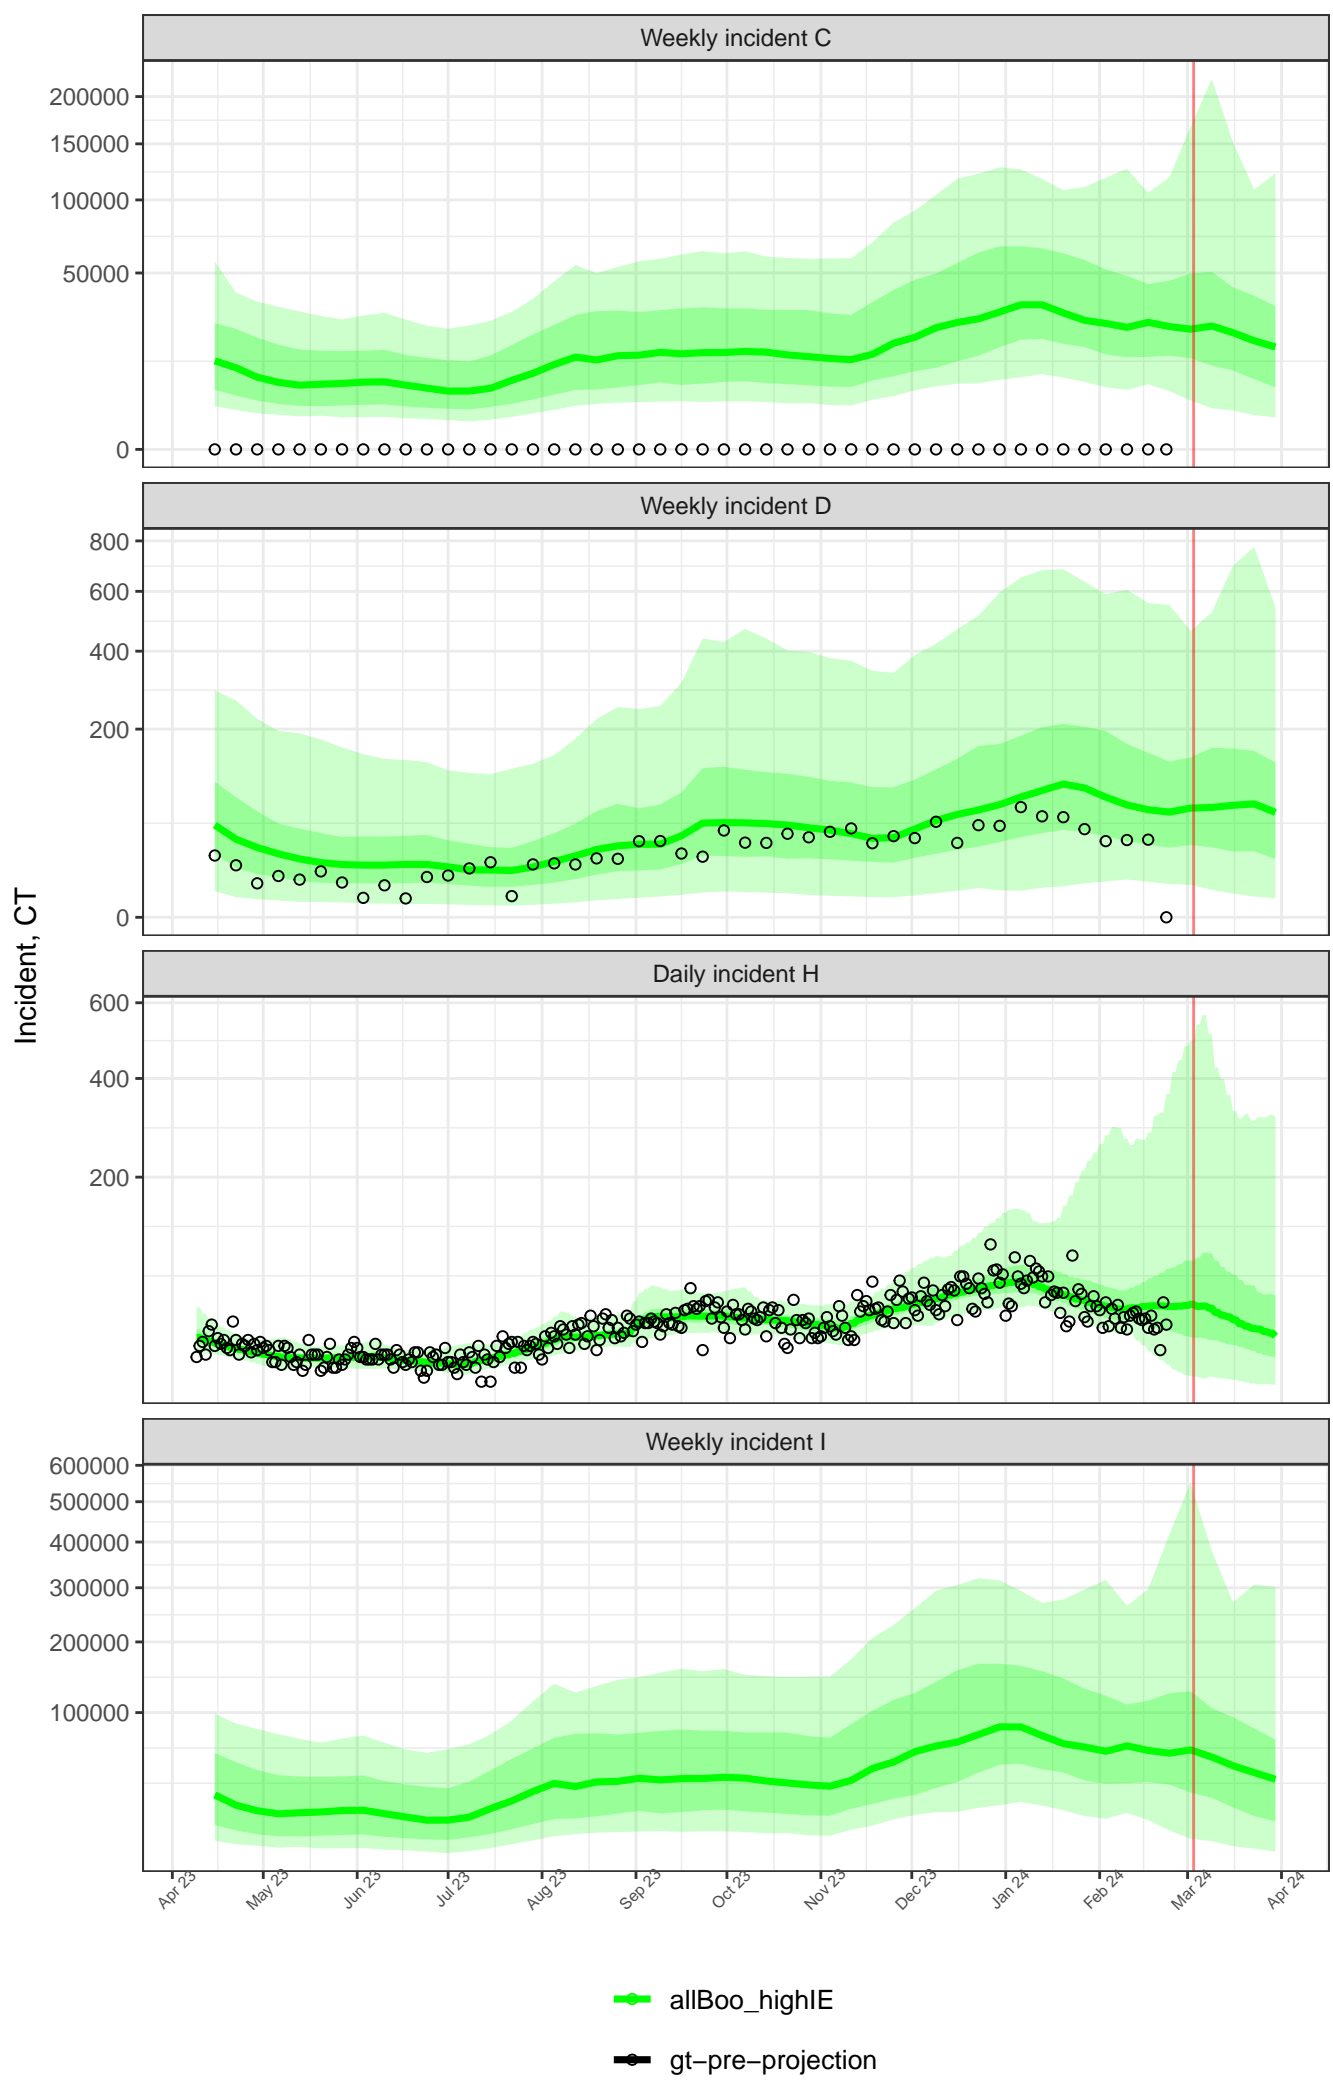 Weekly incident C
200000
150000
100000
50000
0
Weekly incident D
800
600
400
200
0
Incident, CT
Daily incident H
600
400
200
Weekly incident I
600000
500000
400000
300000
200000
100000
Apr 23
May 23
Jun 23
Jul 23
Aug 23
Sep 23
Oct 23
Nov 23
Dec 23
Jan 24
Feb 24
Mar 24
Apr 24
allBoo_highIE
gt−pre−projection